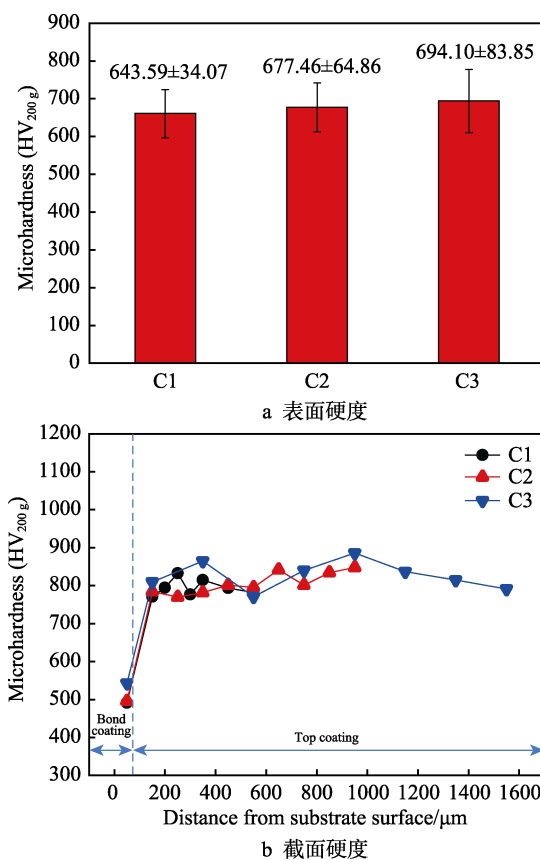 900
800
700
600
500
400
300
200
100
0
Microhardness (HV200 g)
643.59±34.07
677.46±64.86
694.10±83.85
C1
C2
C3
a 表面硬度
1200
1100
1000
900
800
700
600
500
400
300
Microhardness (HV200 g)
C1
C2
C3
Bond
coating
Top coating
0
200
400
600
800
1000
1200
1400
1600
Distance from substrate surface/μm
b 截面硬度